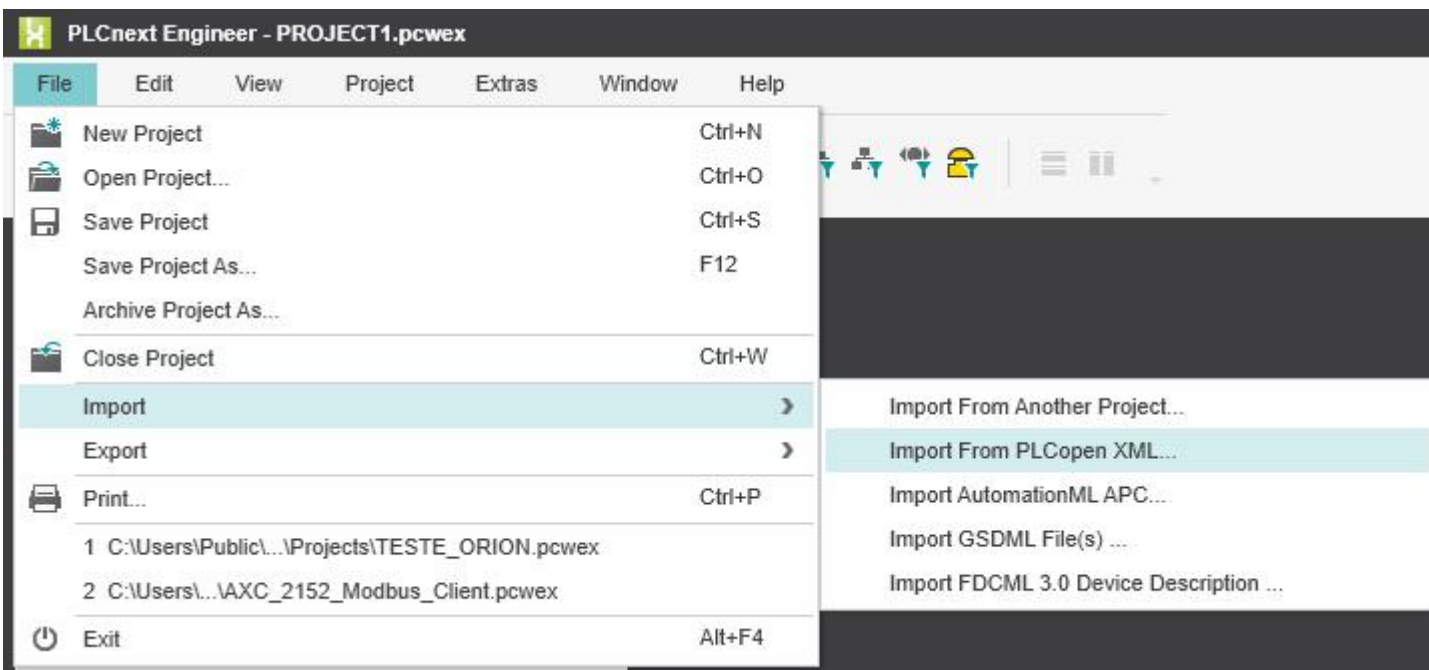 PLCnext Engineer - PROJECT1.pcwex
File Edit View Project Extras Window Help
New Project Ctrl+N
Open Project... Ctrl+O
Save Project Ctrl+S
Save Project As... F12
Archive Project As...
Close Project Ctrl+W
Import
Export
Print... Ctrl+P
1 C:\Users\Public\...\Projects\TESTE_ORION.pcwex
2 C:\Users\...\AXC_2152_Modbus_Client.pcwex
Exit Alt+F4
Import From Another Project...
Import From PLCopen XML...
Import AutomationML APC...
Import GSDML File(s) ...
Import FDCML 3.0 Device Description ...